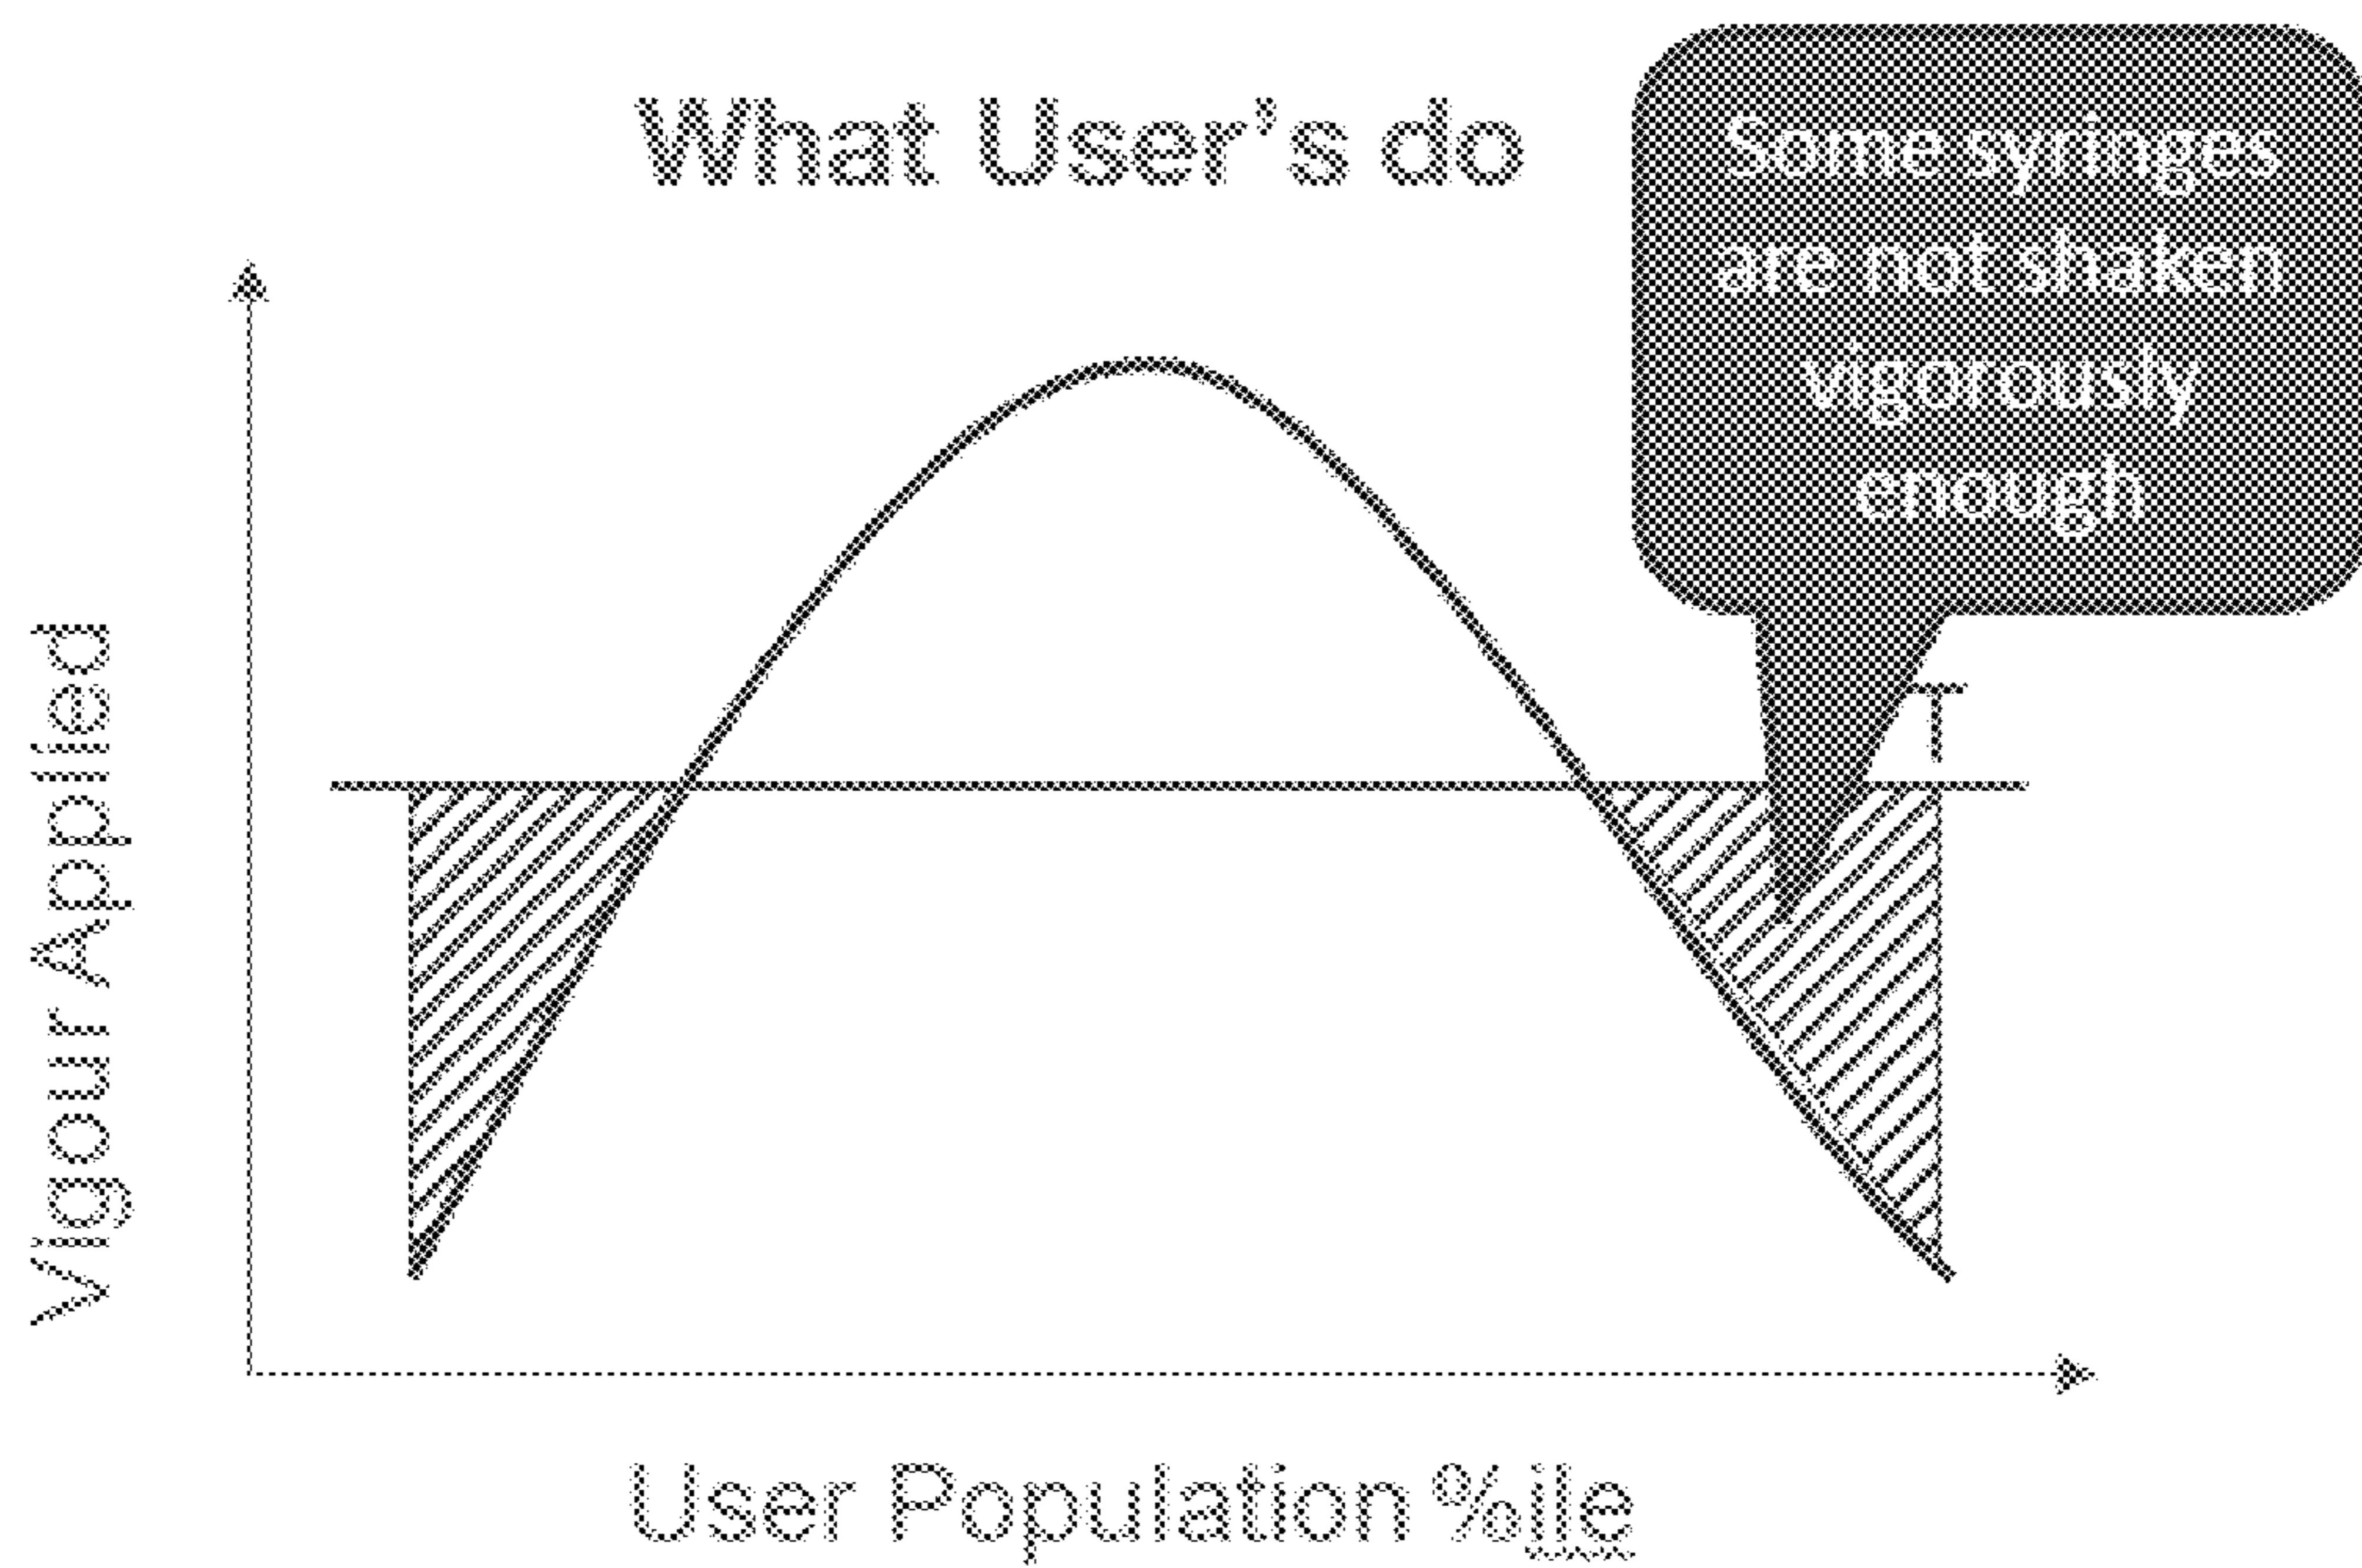 What User's do
Some syringes
are not shaken
vigorously
enough
T
Vigour Applied
User Population %ile